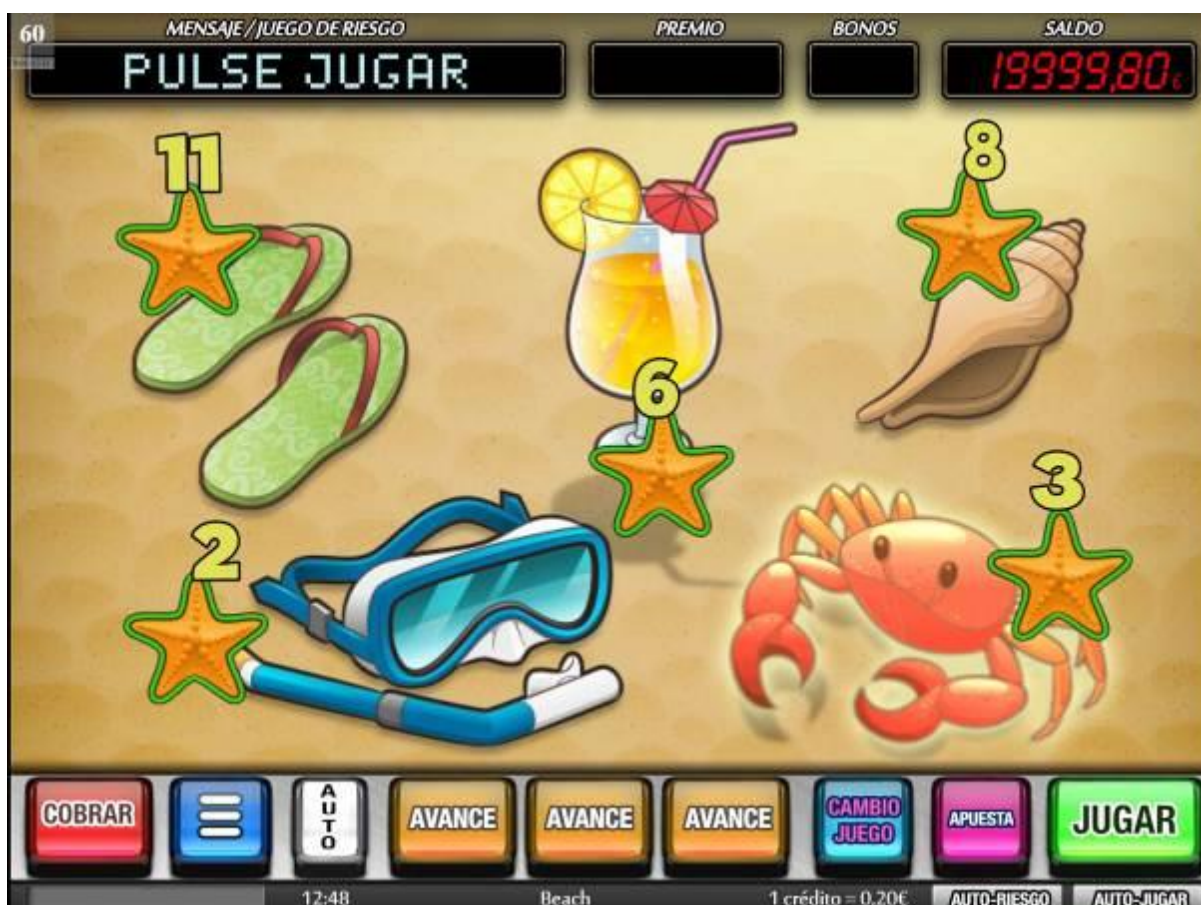 60
MENSAJE / JUEGO DE RIESGO
PREMIO
BONOS
SALDO
PULSE JUGAR
19999,80€
11
8
6
3
2
COBRAR
AUTO
AVANCE
AVANCE
AVANCE
CAMBIO
JUEGO
APUESTA
JUGAR
12:48
Beach
1 crédito = 0.20€
AUTO-RIESGO
AUTO-JUGAR